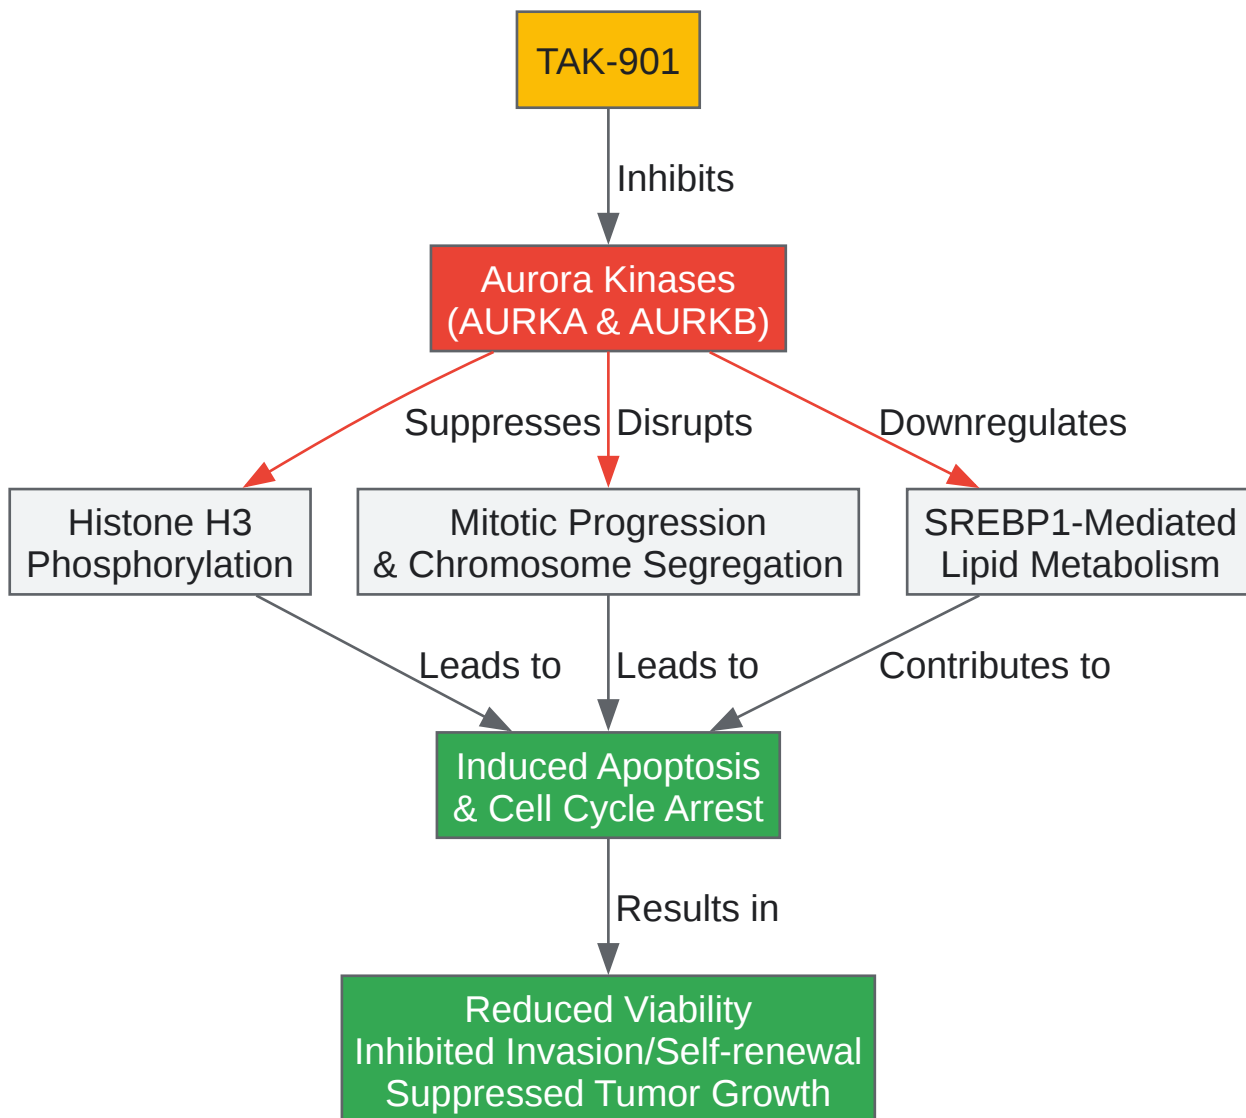 TAK-901
Inhibits
Aurora Kinases
(AURKA & AURKB)
Suppresses
Disrupts
Downregulates
Histone H3
Phosphorylation
Mitotic Progression
& Chromosome Segregation
SREBP1-Mediated
Lipid Metabolism
Leads to
Leads to
Contributes to
Induced Apoptosis
& Cell Cycle Arrest
Results in
Reduced Viability
Inhibited Invasion/Self-renewal
Suppressed Tumor Growth